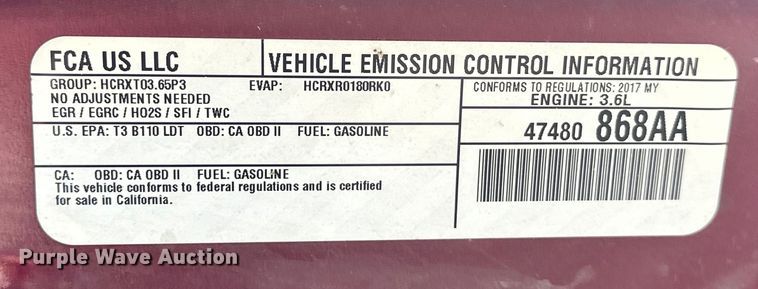 FCA US LLC
VEHICLE EMISSION CONTROL INFORMATION
GROUP: HCRXT03.65P3 EVAP: HCRXR0180RK0
NO ADJUSTMENTS NEEDED
EGR / EGRC / HO2S / SFI / TWC
CONFORMS TO REGULATIONS: 2017 MY
ENGINE: 3.6L
U.S. EPA: T3 B110 LDT OBD: CA OBD II FUEL: GASOLINE
47480 868AA
CA: OBD: CA OBD II FUEL: GASOLINE
This vehicle conforms to federal regulations and is certified
for sale in California.
Purple Wave Auction